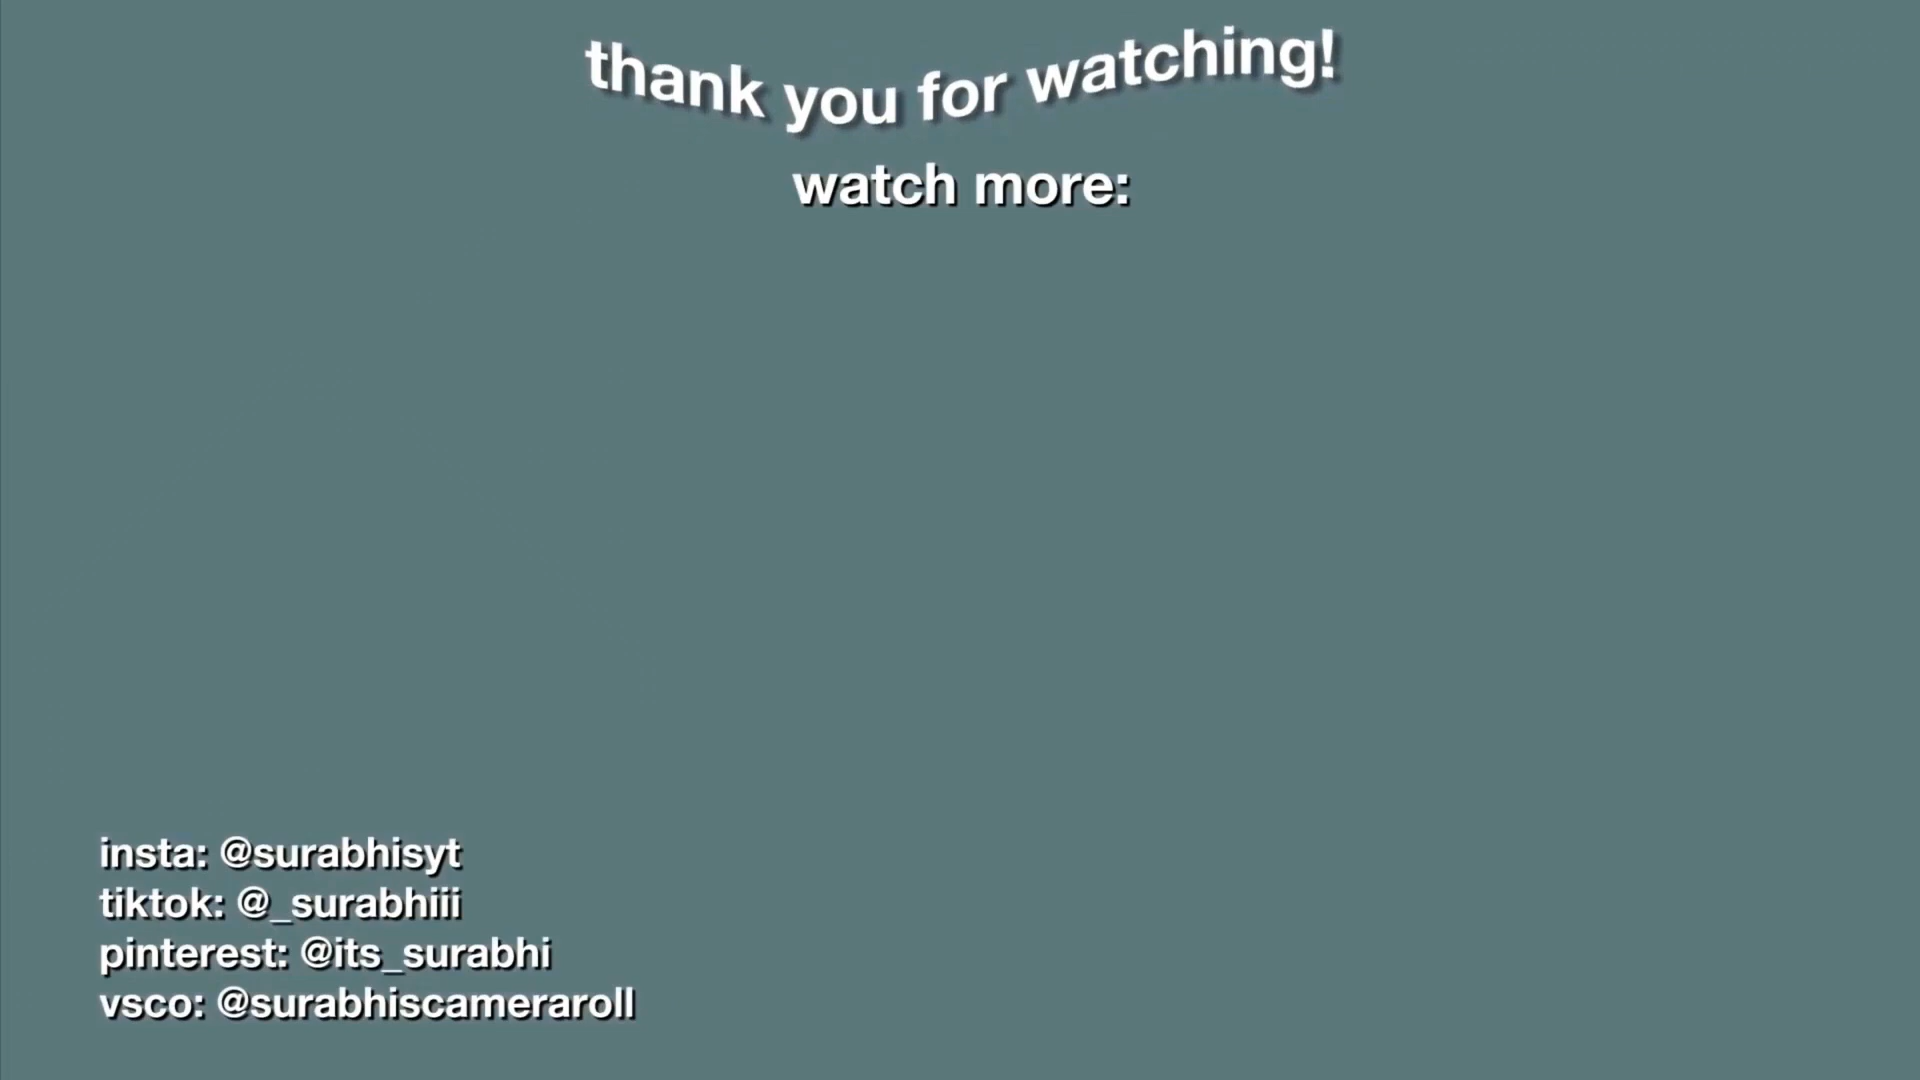 thank you for watching!
watch more:
insta: @surabhisyt
tiktok: @_surabhiii
pinterest: @its_surabhi
vsco: @surabhiscameraroll